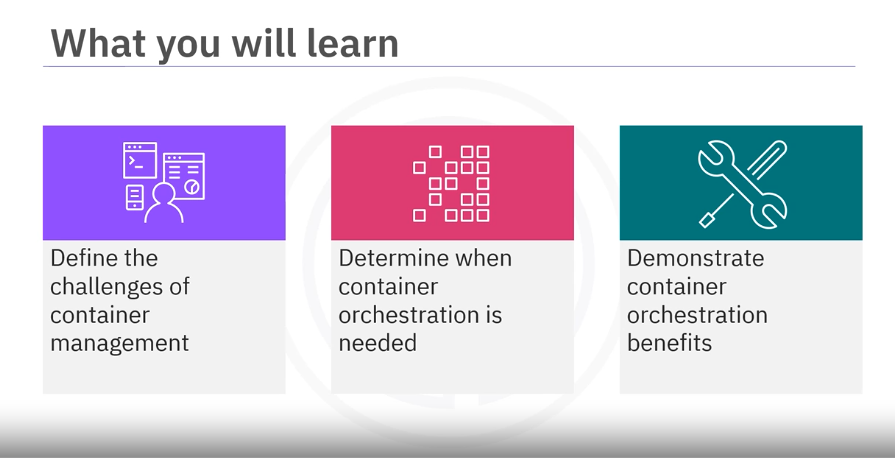 What you will learn
Define the
challenges of
container
management
Determine when
container
orchestration is
needed
Demonstrate
container
orchestration
benefits